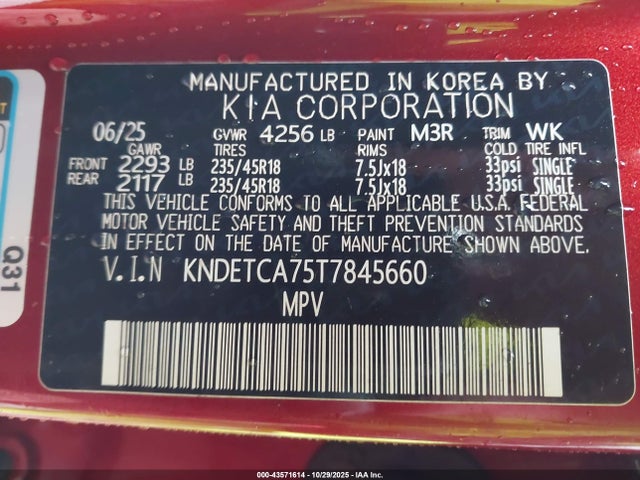 MANUFACTURED IN KOREA BY
KIA CORPORATION
06/25 GVWR 4256 LB PAINT M3R TRIM WK
GAWR TIRES RIMS COLD TIRE INFL
FRONT 2293 LB 235/45R18 7.5Jx18 33psi SINGLE
REAR 2117 LB 235/45R18 7.5Jx18 33psi SINGLE
THIS VEHICLE CONFORMS TO ALL APPLICABLE U.S.A. FEDERAL
MOTOR VEHICLE SAFETY AND THEFT PREVENTION STANDARDS
IN EFFECT ON THE DATE OF MANUFACTURE SHOWN ABOVE.
V.I.N KNDETCA75T7845660
MPV
Q31
000-43571614 | 10/29/2025 | IAA Inc.